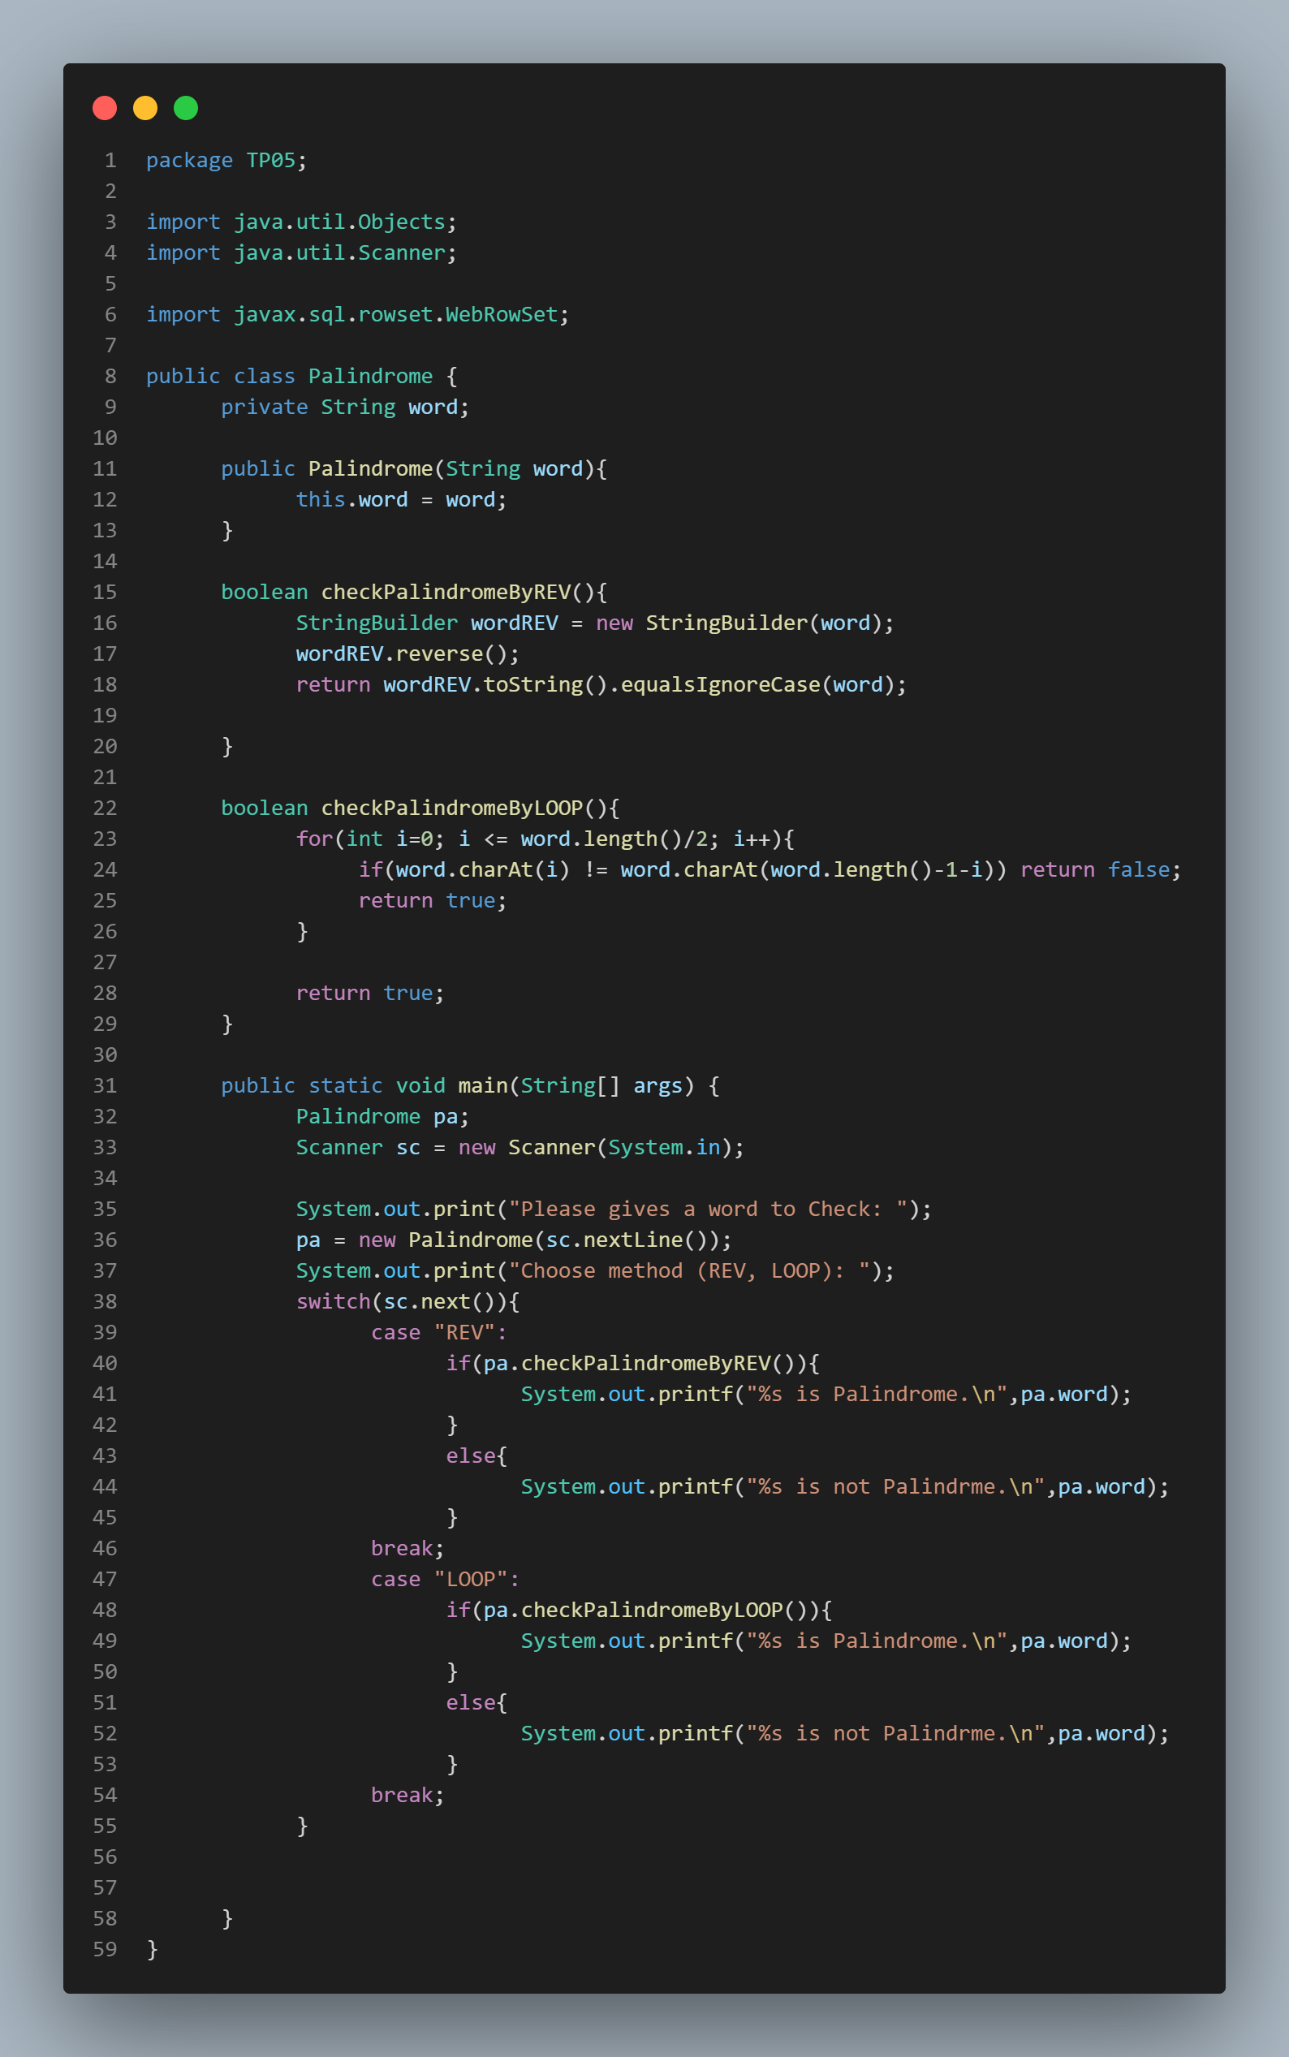 1 package TP05;
2
3 import java.util.Objects;
4 import java.util.Scanner;
5
6 import javax.sql.rowset.WebRowSet;
7
8 public class Palindrome {
9 private String word;
10
11 public Palindrome(String word){
12 this.word = word;
13 }
14
15 boolean checkPalindromeByREV(){
16 StringBuilder wordREV = new StringBuilder(word);
17 wordREV.reverse();
18 return wordREV.toString().equalsIgnoreCase(word);
19
20 }
21
22 boolean checkPalindromeByLOOP(){
23 for(int i=0; i <= word.length()/2; i++){
24 if(word.charAt(i) != word.charAt(word.length()-1-i)) return false;
25 return true;
26 }
27
28 return true;
29 }
30
31 public static void main(String[] args) {
32 Palindrome pa;
33 Scanner sc = new Scanner(System.in);
34
35 System.out.print("Please gives a word to Check: ");
36 pa = new Palindrome(sc.nextLine());
37 System.out.print("Choose method (REV, LOOP): ");
38 switch(sc.next()){
39 case "REV":
40 if(pa.checkPalindromeByREV()){
41 System.out.printf("%s is Palindrome.\n",pa.word);
42 }
43 else{
44 System.out.printf("%s is not Palindrme.\n",pa.word);
45 }
46 break;
47 case "LOOP":
48 if(pa.checkPalindromeByLOOP()){
49 System.out.printf("%s is Palindrome.\n",pa.word);
50 }
51 else{
52 System.out.printf("%s is not Palindrme.\n",pa.word);
53 }
54 break;
55 }
56
57
58 }
59 }